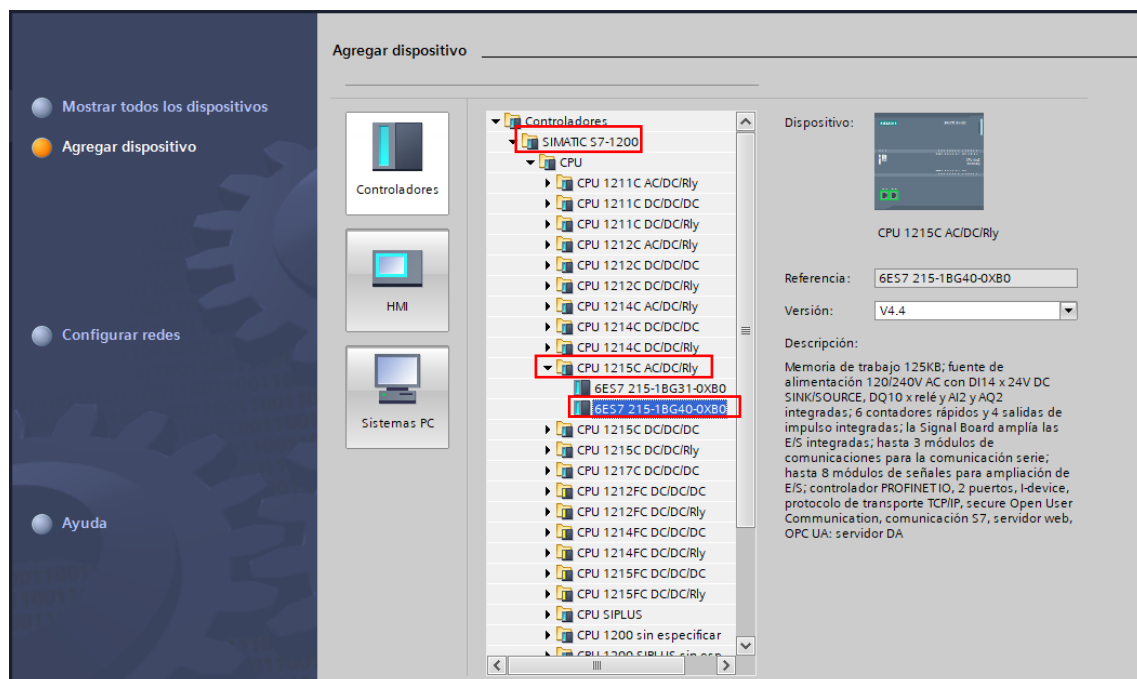 Agregar dispositivo
Mostrar todos los dispositivos
Agregar dispositivo
Configurar redes
Ayuda
Controladores
HMI
Sistemas PC
Controladores
SIMATIC S7-1200
CPU
CPU 1211C AC/DC/Rly
CPU 1211C DC/DC/DC
CPU 1211C DC/DC/Rly
CPU 1212C AC/DC/Rly
CPU 1212C DC/DC/DC
CPU 1212C DC/DC/Rly
CPU 1214C AC/DC/Rly
CPU 1214C DC/DC/DC
CPU 1214C DC/DC/Rly
CPU 1215C AC/DC/Rly
6ES7 215-1BG31-0XB0
6ES7 215-1BG40-0XB0
CPU 1215C DC/DC/DC
CPU 1215C DC/DC/Rly
CPU 1217C DC/DC/DC
CPU 1212FC DC/DC/DC
CPU 1212FC DC/DC/Rly
CPU 1214FC DC/DC/DC
CPU 1214FC DC/DC/Rly
CPU 1215FC DC/DC/DC
CPU 1215FC DC/DC/Rly
CPU SIPLUS
CPU 1200 sin especificar
CPU 1200 SIPLUS sin esp
Dispositivo:
CPU 1215C AC/DC/Rly
Referencia: 6ES7 215-1BG40-0XB0
Versión: V4.4
Descripción:
Memoria de trabajo 125KB; fuente de
alimentación 120/240V AC con DI14 x 24V DC
SINK/SOURCE, DQ10 x relé y AI2 y AQ2
integradas; 6 contadores rápidos y 4 salidas de
impulso integradas; la Signal Board amplía las
E/S integradas; hasta 3 módulos de
comunicaciones para la comunicación serie;
hasta 8 módulos de señales para ampliación de
E/S; controlador PROFINET IO, 2 puertos, I-device,
protocolo de transporte TCP/IP, secure Open User
Communication, comunicación S7, servidor web,
OPC UA: servidor DA